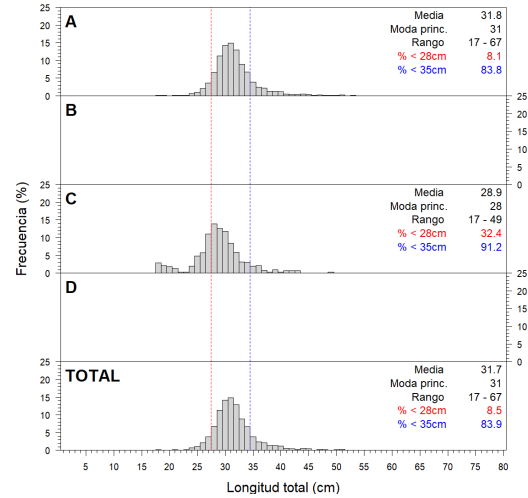 25
20
15
10
5
0
A
Media 31.8
Moda princ. 31
Rango 17 - 67
% < 28cm 8.1
% < 35cm 83.8
B
25
20
15
10
5
0
25
20
15
10
5
0
C
Media 28.9
Moda princ. 28
Rango 17 - 49
% < 28cm 32.4
% < 35cm 91.2
D
25
20
15
10
5
0
25
20
15
10
5
0
TOTAL
Media 31.7
Moda princ. 31
Rango 17 - 67
% < 28cm 8.5
% < 35cm 83.9
Frecuencia (%)
5 10 15 20 25 30 35 40 45 50 55 60 65 70 75 80
Longitud total (cm)